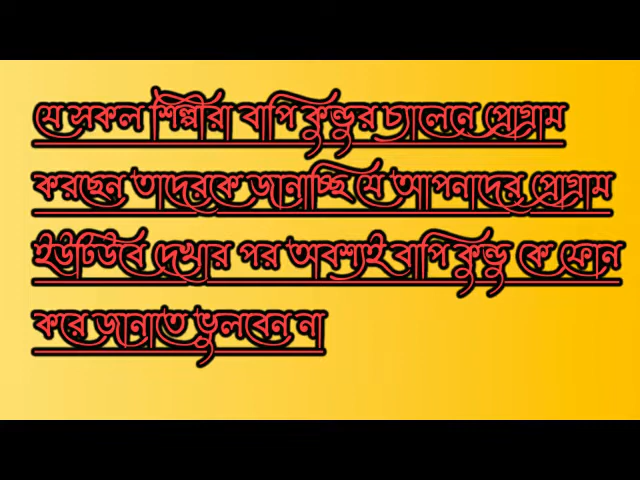 যে সকল শিল্পীরা বাপি কুন্ডুর চ্যালেনে প্রোগ্রাম
করছেন তাদেরকে জানাচ্ছি যে আপনাদের প্রোগ্রাম
ইউটিউবে দেখার পর অবশ্যই বাপি কুন্ডু কে ফোন
করে জানাতে ভুলবেন না